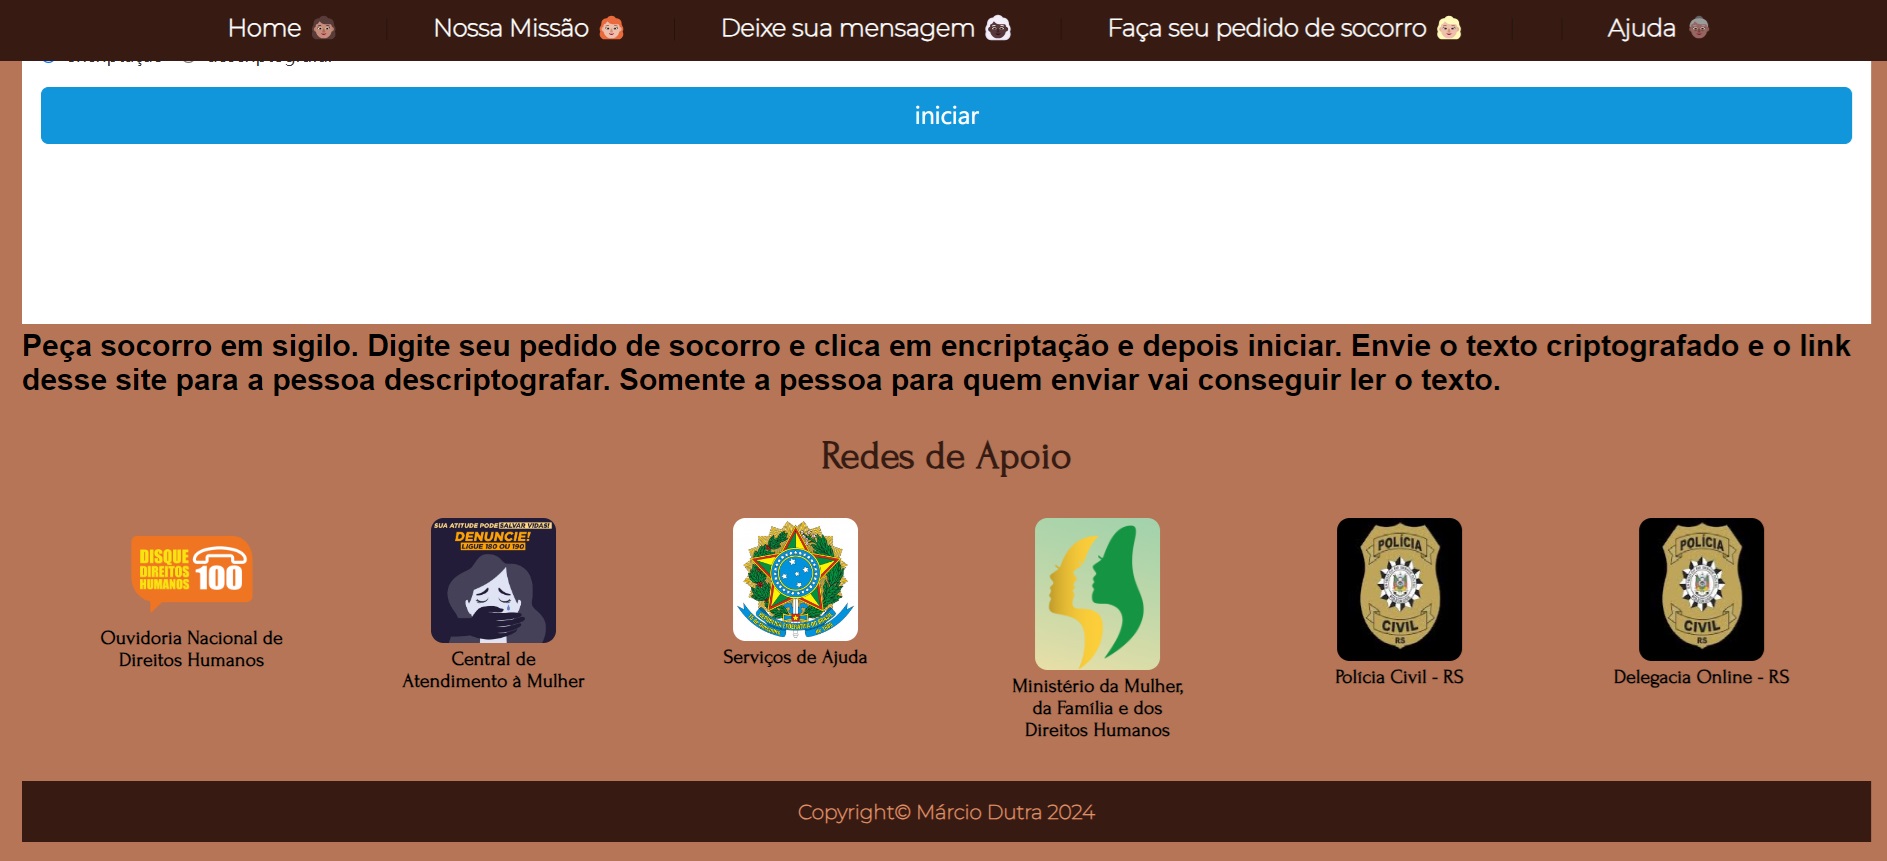 Home
Nossa Missão
Deixe sua mensagem
Faça seu pedido de socorro
Ajuda
iniciar
Peça socorro em sigilo. Digite seu pedido de socorro e clica em encriptação e depois iniciar. Envie o texto criptografado e o link
desse site para a pessoa descriptografar. Somente a pessoa para quem enviar vai conseguir ler o texto.
Redes de Apoio
DISQUE
DIREITOS
HUMANOS
100
Ouvidoria Nacional de
Direitos Humanos
SUA ATITUDE PODE SALVAR VIDAS!
DENUNCIE!
LIGUE 180 OU 190
Central de
Atendimento à Mulher
Serviços de Ajuda
Ministério da Mulher,
da Família e dos
Direitos Humanos
POLÍCIA
CIVIL
RS
Polícia Civil - RS
POLÍCIA
CIVIL
RS
Delegacia Online - RS
Copyright© Márcio Dutra 2024